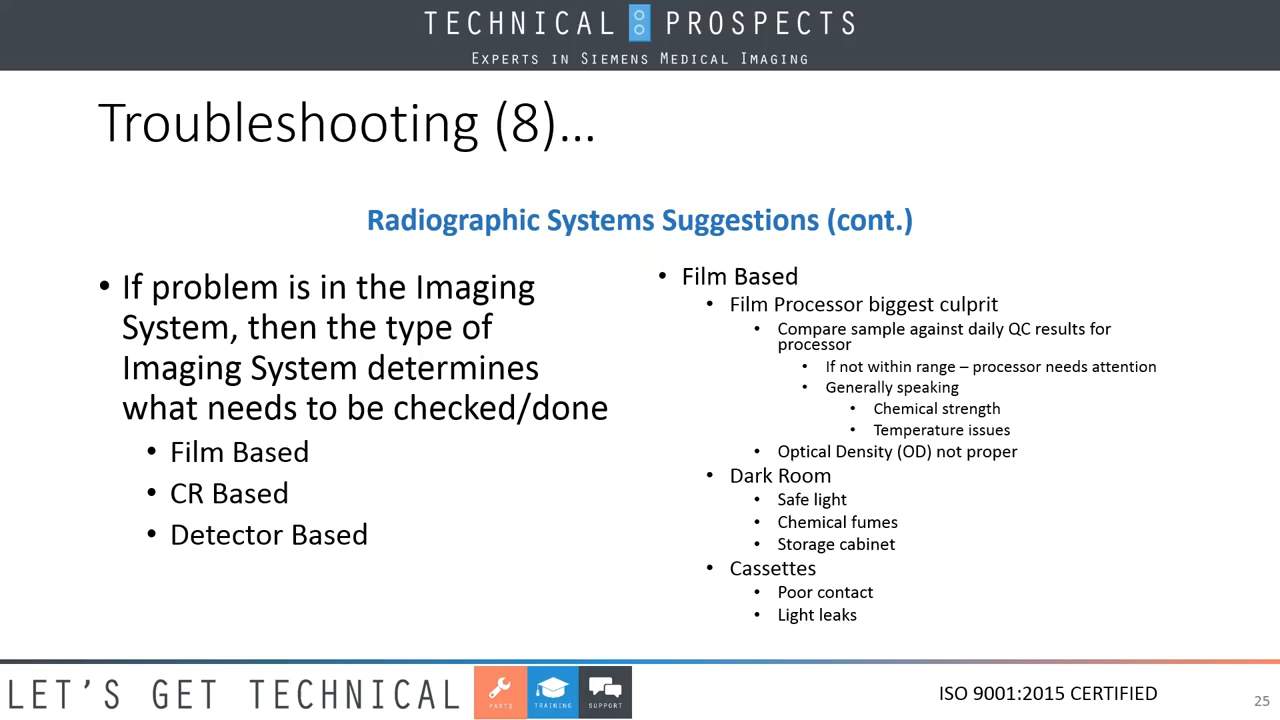 TECHNICAL PROSPECTS
EXPERTS IN SIEMENS MEDICAL IMAGING
Troubleshooting (8)...
Radiographic Systems Suggestions (cont.)
• If problem is in the Imaging
System, then the type of
Imaging System determines
what needs to be checked/done
• Film Based
• CR Based
• Detector Based
• Film Based
• Film Processor biggest culprit
• Compare sample against daily QC results for
processor
• If not within range – processor needs attention
• Generally speaking
• Chemical strength
• Temperature issues
• Optical Density (OD) not proper
• Dark Room
• Safe light
• Chemical fumes
• Storage cabinet
• Cassettes
• Poor contact
• Light leaks
LET'S GET TECHNICAL
PARTS
TRAINING
SUPPORT
ISO 9001:2015 CERTIFIED
25